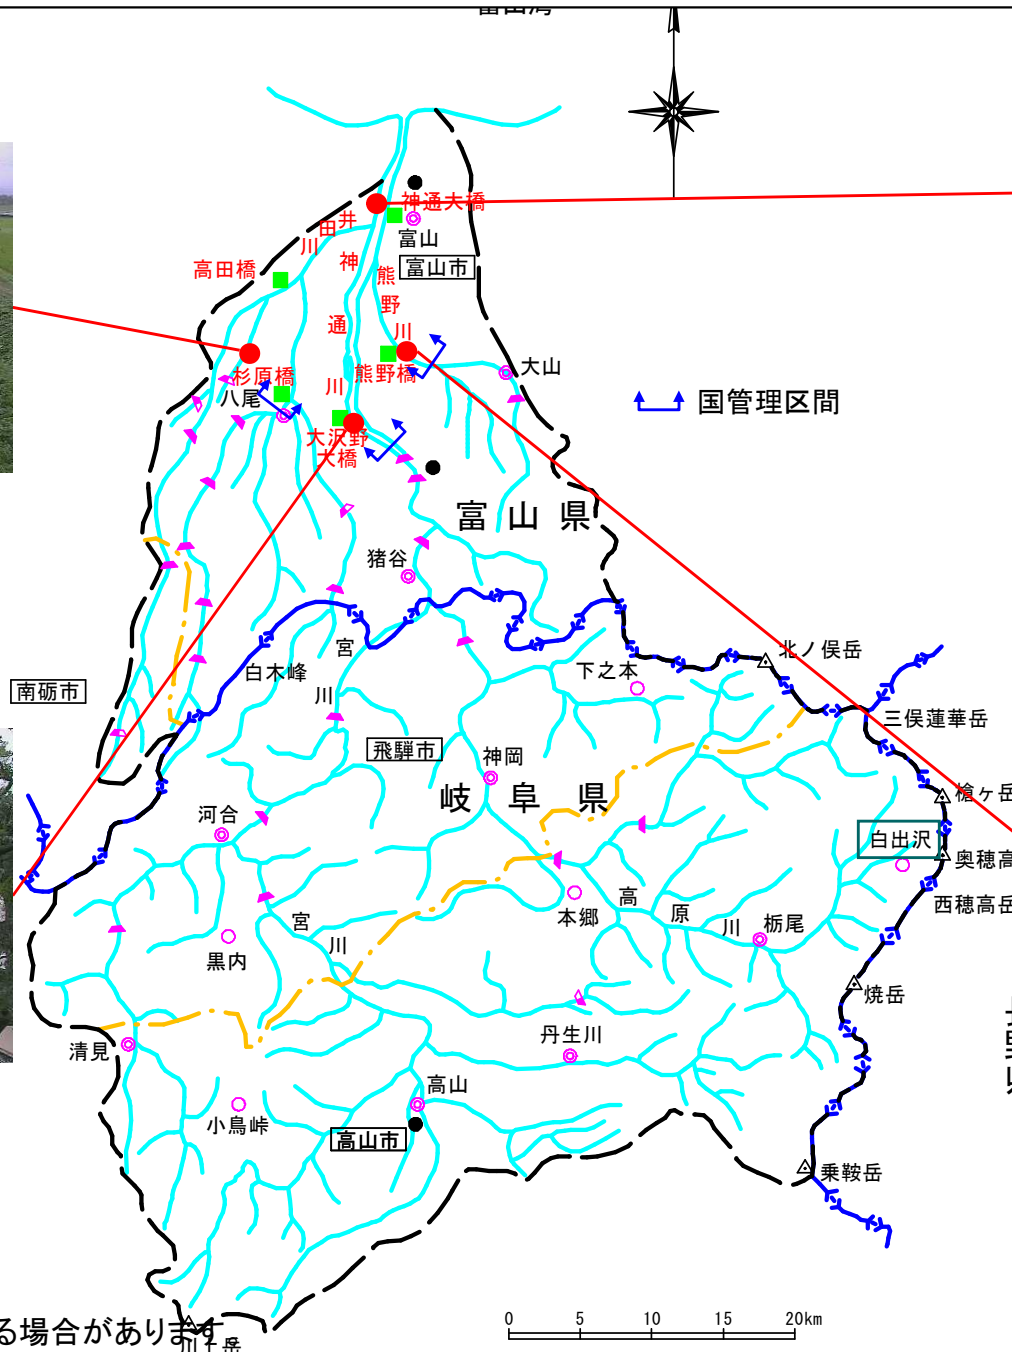 神通大橋
井田川
富山
富山市
神通川
熊野川
高田橋
杉原橋
熊野橋
大山
八尾
国管理区間
大沢野
大橋
富山県
猪谷
宮川
白木峰
下之本
北ノ俣岳
南砺市
三俣蓮華岳
飛騨市
神岡
岐阜県
槍ヶ岳
河合
白出沢
奥穂高
西穂高岳
本郷
高原川
栃尾
宮川
黒内
焼岳
清見
丹生川
高山
小鳥峠
高山市
乗鞍岳
0 5 10 15 20km
る場合があります。